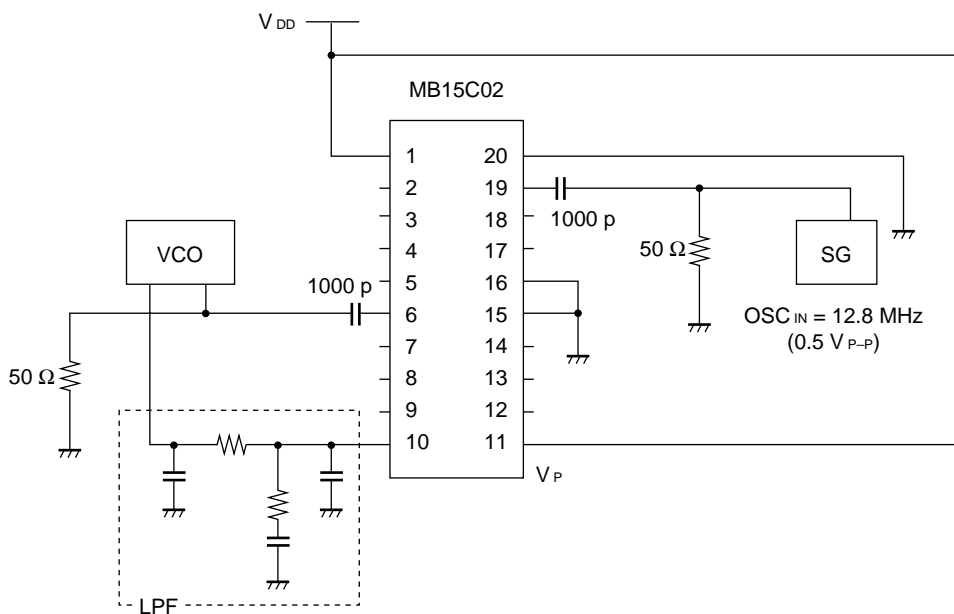 V DD
MB15C02
1 20
2 19
3 18
4 17
5 16
6 15
7 14
8 13
9 12
10 11
VCO
1000 p
50 Ω
1000 p
50 Ω
SG
OSC IN = 12.8 MHz
(0.5 V P–P)
V P
LPF